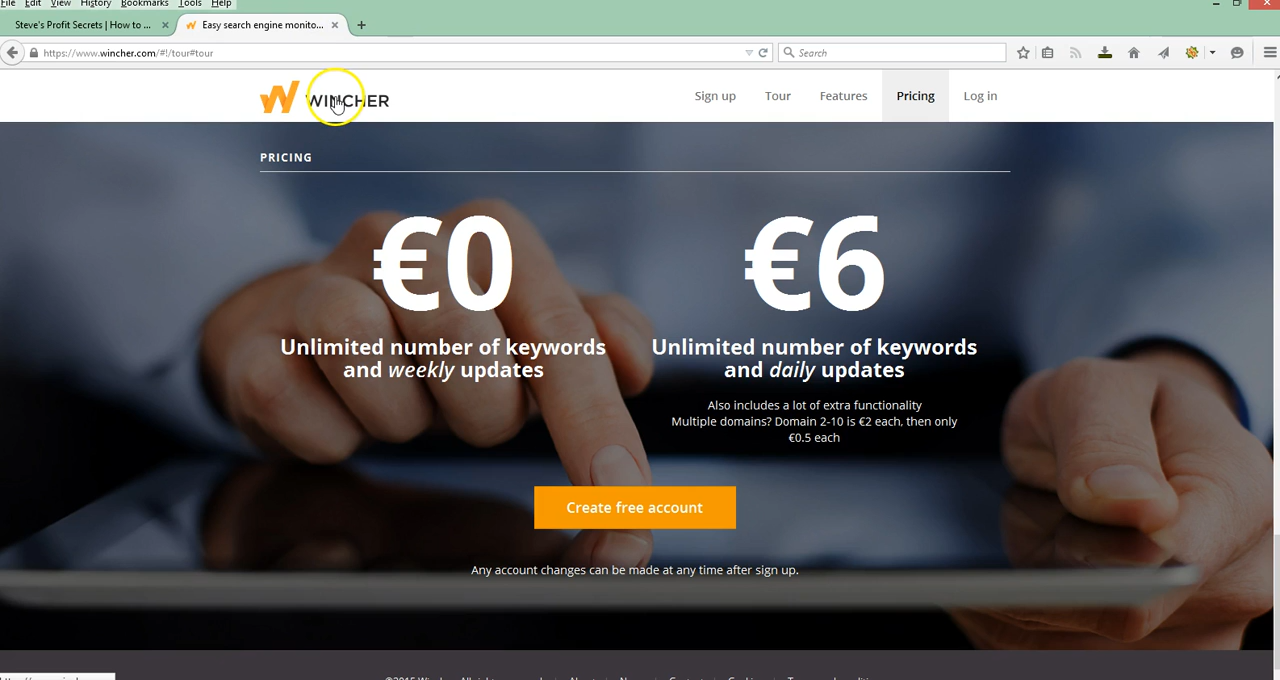 File Edit View History Bookmarks Tools Help
Steve's Profit Secrets | How to ... × Easy search engine monito... × +
https://www.wincher.com/#!/tour#tour
Search
W WINCHER Sign up Tour Features Pricing Log in
PRICING
€0 €6
Unlimited number of keywords
and weekly updates
Unlimited number of keywords
and daily updates
Also includes a lot of extra functionality
Multiple domains? Domain 2-10 is €2 each, then only
€0.5 each
Create free account
Any account changes can be made at any time after sign up.